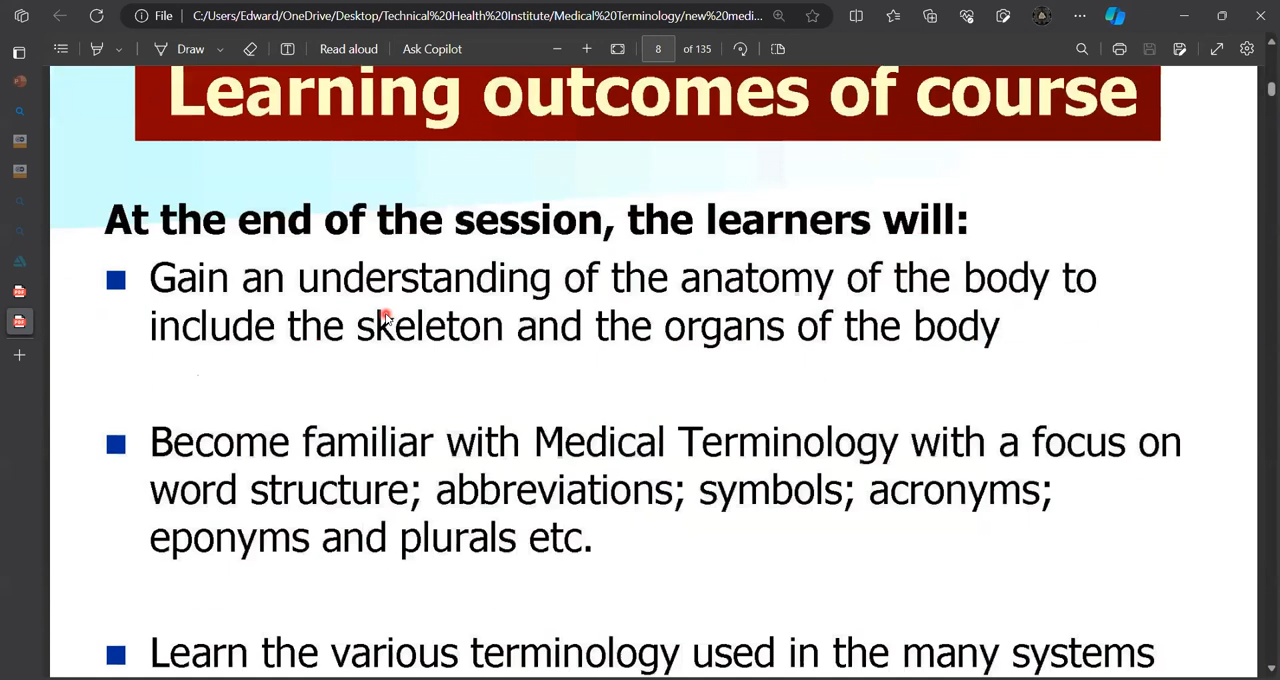 File
C:/Users/Edward/OneDrive/Desktop/Technical%20Health%20Institute/Medical%20Terminology/new%20medi...
Draw
Read aloud
Ask Copilot
8 of 135
Learning outcomes of course
At the end of the session, the learners will:
Gain an understanding of the anatomy of the body to
include the skeleton and the organs of the body
Become familiar with Medical Terminology with a focus on
word structure; abbreviations; symbols; acronyms;
eponyms and plurals etc.
Learn the various terminology used in the many systems